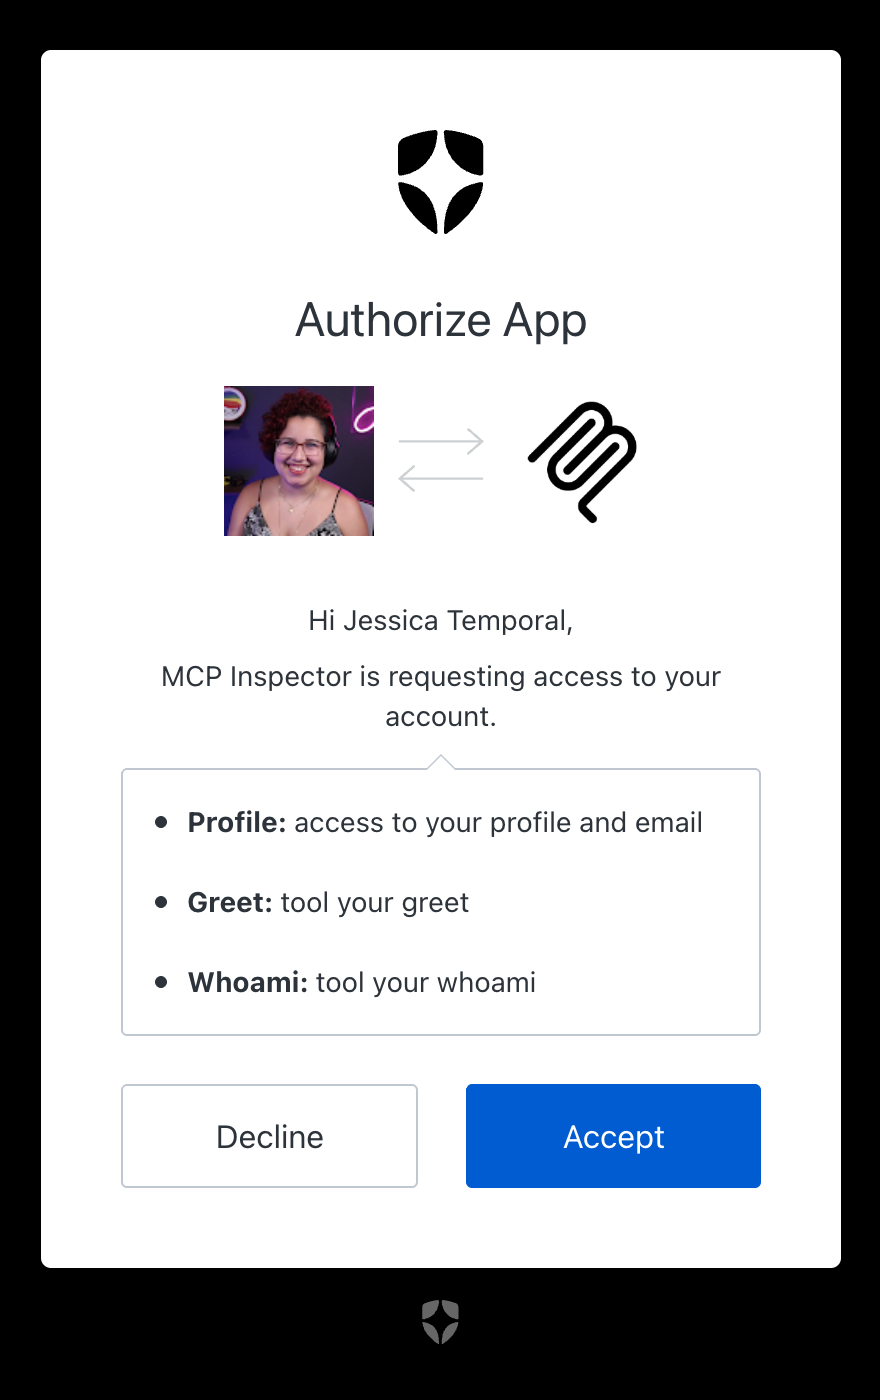 Authorize App
Hi Jessica Temporal,
MCP Inspector is requesting access to your
account.
Profile: access to your profile and email
Greet: tool your greet
Whoami: tool your whoami
Decline
Accept